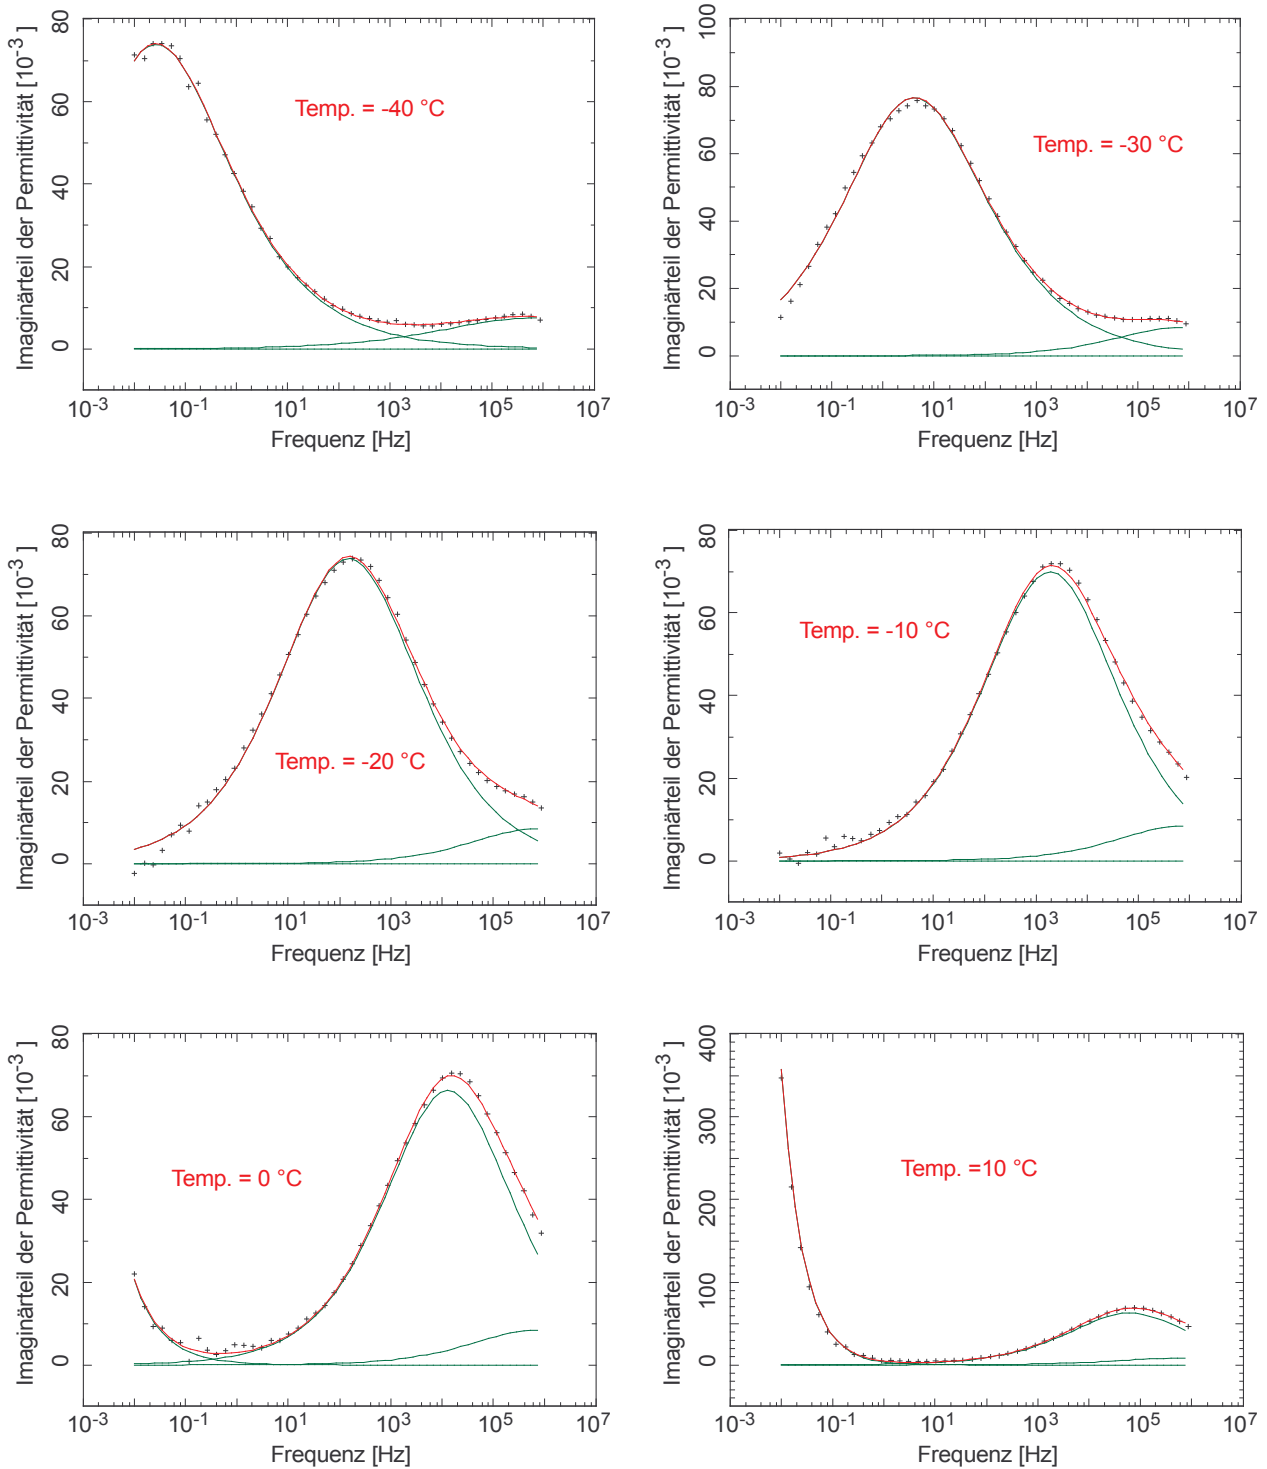 80
60
40
20
0
Imaginärteil der Permittivität [10-3 ]
Temp. = -40 °C
10-3 10-1 101 103 105 107
Frequenz [Hz]
100
80
60
40
20
0
Imaginärteil der Permittivität [10-3 ]
Temp. = -30 °C
10-3 10-1 101 103 105 107
Frequenz [Hz]
80
60
40
20
0
Imaginärteil der Permittivität [10-3 ]
Temp. = -20 °C
10-3 10-1 101 103 105 107
Frequenz [Hz]
80
60
40
20
0
Imaginärteil der Permittivität [10-3 ]
Temp. = -10 °C
10-3 10-1 101 103 105 107
Frequenz [Hz]
80
60
40
20
0
Imaginärteil der Permittivität [10-3 ]
Temp. = 0 °C
10-3 10-1 101 103 105 107
Frequenz [Hz]
400
300
200
100
0
Imaginärteil der Permittivität [10-3 ]
Temp. =10 °C
10-3 10-1 101 103 105 107
Frequenz [Hz]